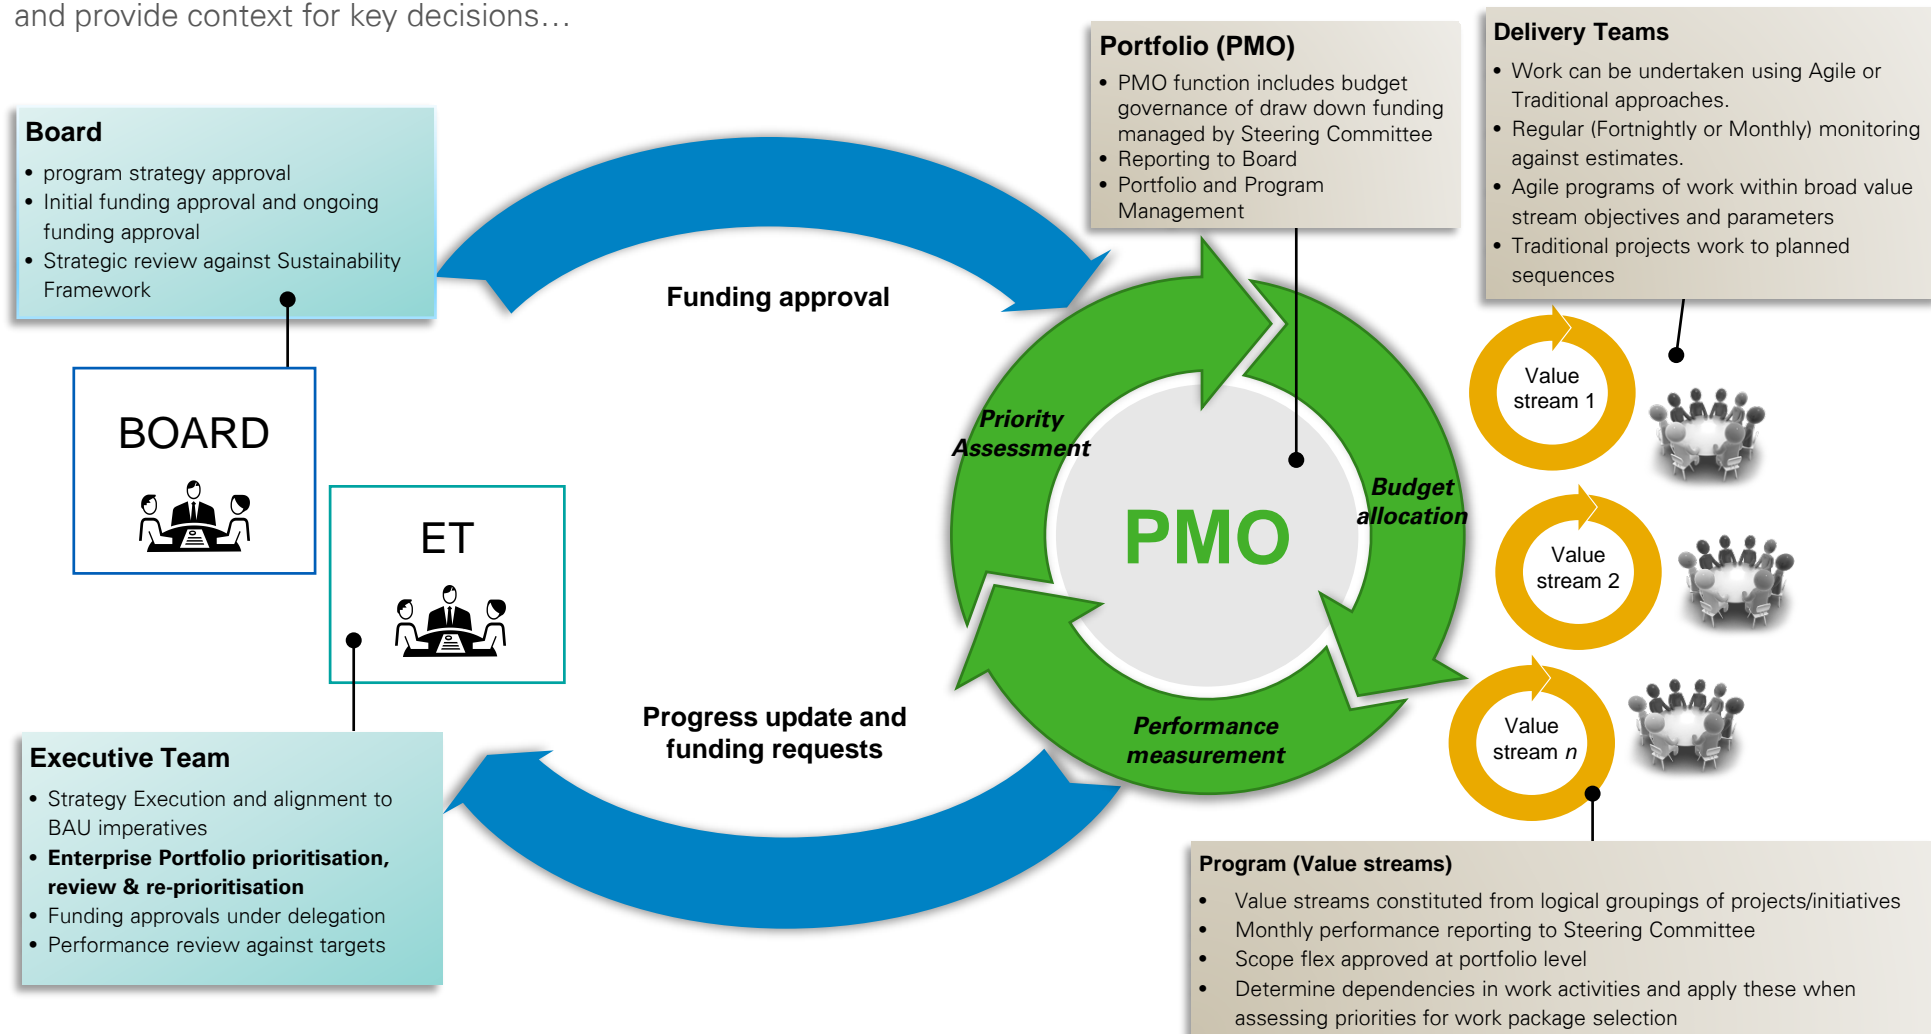 and provide context for key decisions...
Board
• program strategy approval
• Initial funding approval and ongoing
funding approval
• Strategic review against Sustainability
Framework
BOARD
ET
Executive Team
• Strategy Execution and alignment to
BAU imperatives
• Enterprise Portfolio prioritisation,
review & re-prioritisation
• Funding approvals under delegation
• Performance review against targets
Funding approval
Progress update and
funding requests
Portfolio (PMO)
• PMO function includes budget
governance of draw down funding
managed by Steering Committee
• Reporting to Board
• Portfolio and Program
Management
Priority
Assessment
Budget
allocation
Performance
measurement
PMO
Delivery Teams
• Work can be undertaken using Agile or
Traditional approaches.
• Regular (Fortnightly or Monthly) monitoring
against estimates.
• Agile programs of work within broad value
stream objectives and parameters
• Traditional projects work to planned
sequences
Value
stream 1
Value
stream 2
Value
stream n
Program (Value streams)
• Value streams constituted from logical groupings of projects/initiatives
• Monthly performance reporting to Steering Committee
• Scope flex approved at portfolio level
• Determine dependencies in work activities and apply these when
assessing priorities for work package selection